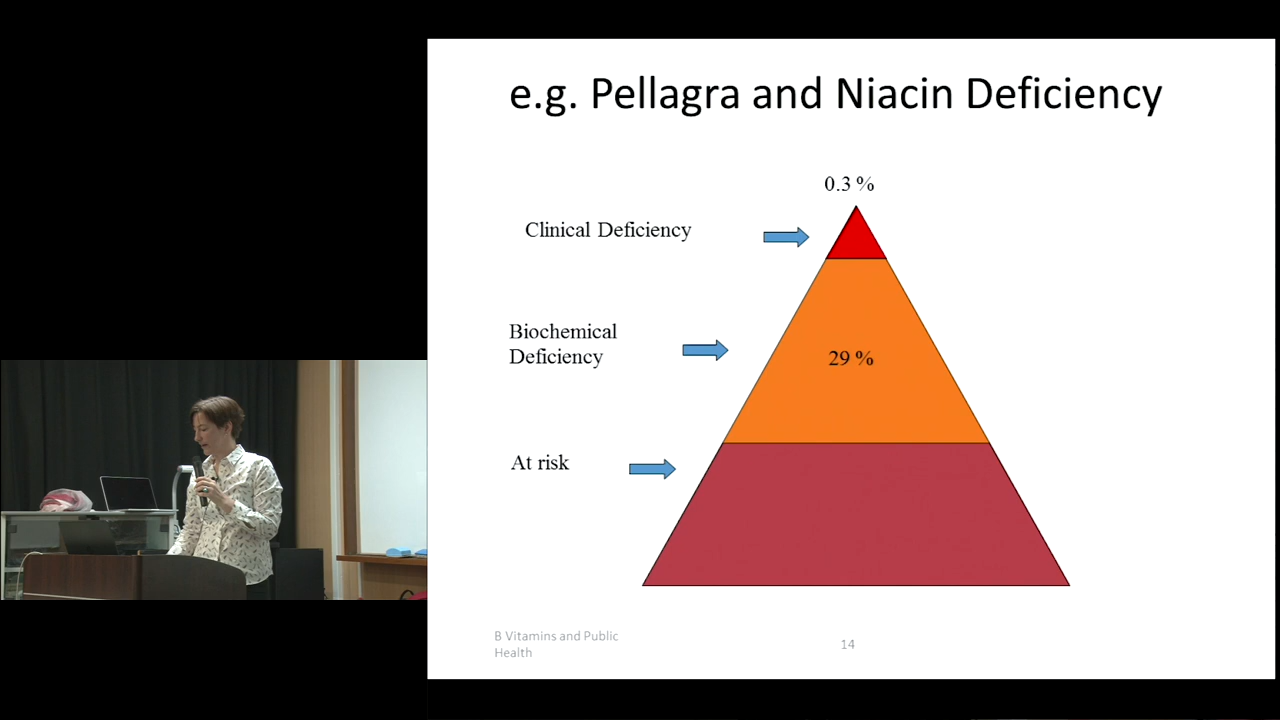 e.g. Pellagra and Niacin Deficiency
0.3 %
Clinical Deficiency
Biochemical
Deficiency
29 %
At risk
B Vitamins and Public
Health
14